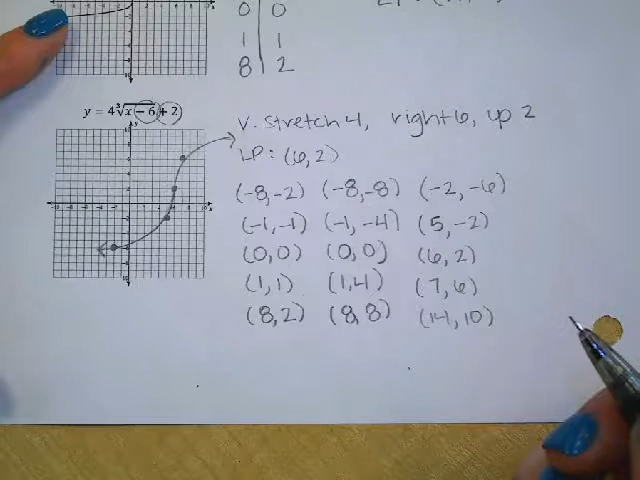 0 0
1 1
8 2
y = 4∛x − 6 + 2
V. stretch 4, right 6, up 2
LP: (6, 2)
(-8, -2) (-8, -8) (-2, -6)
(-1, -1) (-1, -4) (5, -2)
(0, 0) (0, 0) (6, 2)
(1, 1) (1, 4) (7, 6)
(8, 2) (8, 8) (14, 10)